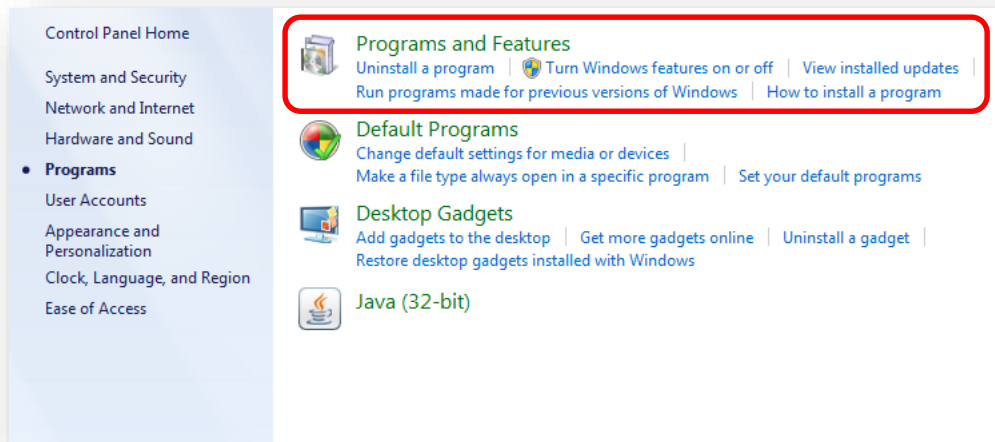 Control Panel Home
System and Security
Network and Internet
Hardware and Sound
Programs
User Accounts
Appearance and
Personalization
Clock, Language, and Region
Ease of Access
Programs and Features
Uninstall a program
Turn Windows features on or off
View installed updates
Run programs made for previous versions of Windows
How to install a program
Default Programs
Change default settings for media or devices
Make a file type always open in a specific program
Set your default programs
Desktop Gadgets
Add gadgets to the desktop
Get more gadgets online
Uninstall a gadget
Restore desktop gadgets installed with Windows
Java (32-bit)